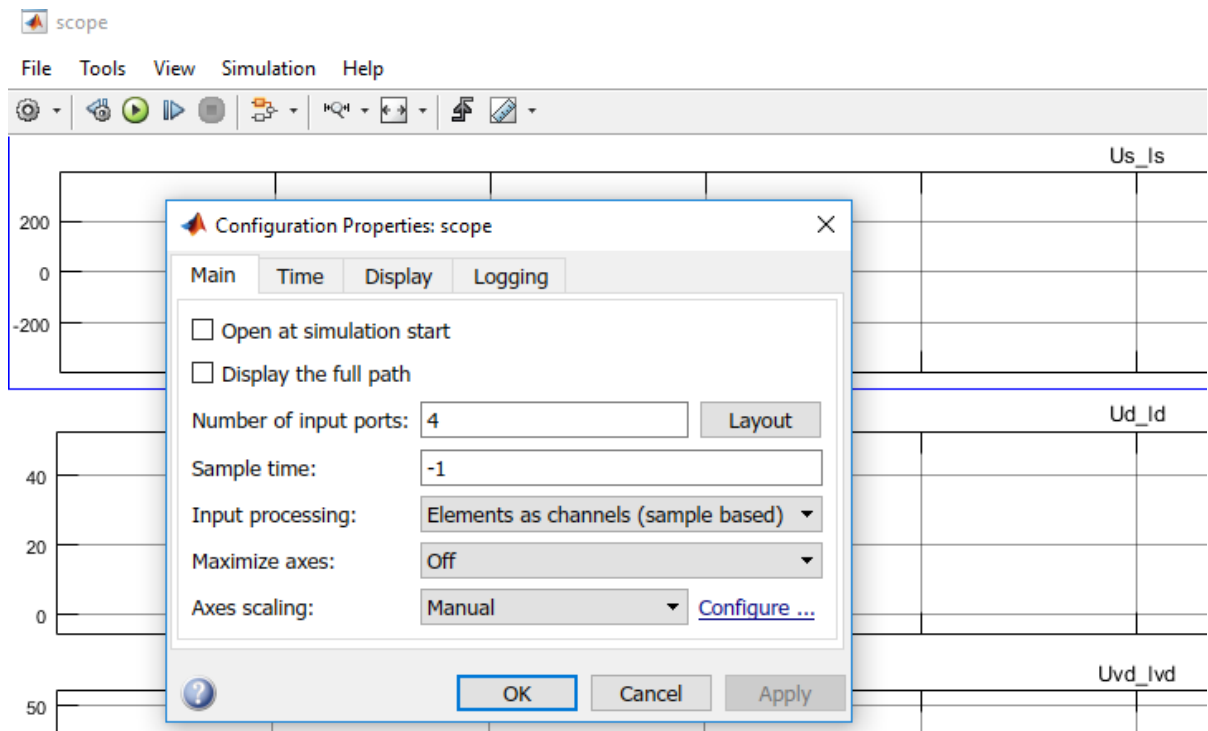 scope
File Tools View Simulation Help
Us_Is
200
0
-200
Configuration Properties: scope
Main Time Display Logging
Open at simulation start
Display the full path
Number of input ports: 4 Layout
Sample time: -1
Input processing: Elements as channels (sample based)
Maximize axes: Off
Axes scaling: Manual Configure ...
OK Cancel Apply
Ud_Id
40
20
0
Uvd_Ivd
50